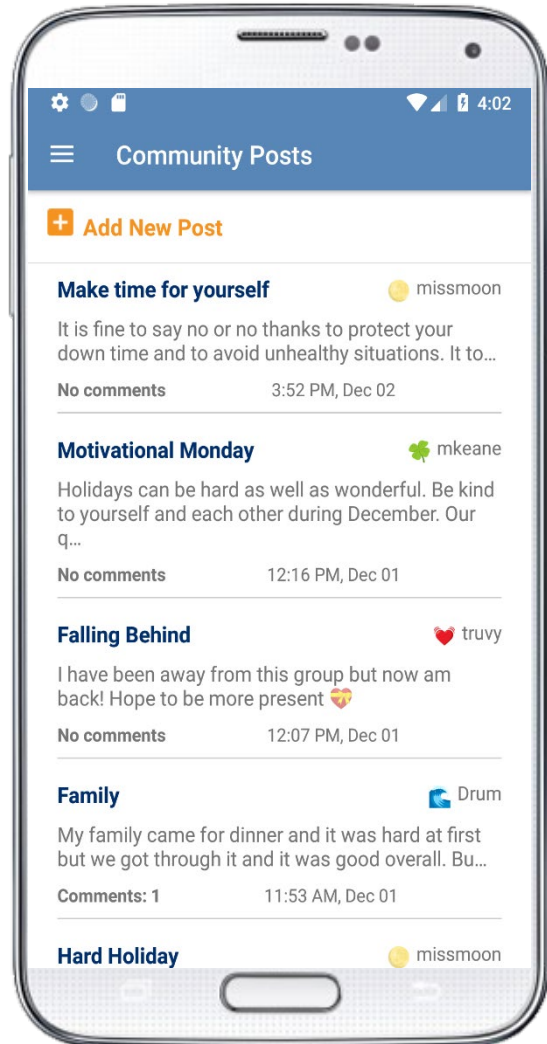 4:02
Community Posts
Add New Post
Make time for yourself missmoon
It is fine to say no or no thanks to protect your
down time and to avoid unhealthy situations. It to…
No comments 3:52 PM, Dec 02
Motivational Monday mkeane
Holidays can be hard as well as wonderful. Be kind
to yourself and each other during December. Our
q…
No comments 12:16 PM, Dec 01
Falling Behind truvy
I have been away from this group but now am
back! Hope to be more present 💝
No comments 12:07 PM, Dec 01
Family Drum
My family came for dinner and it was hard at first
but we got through it and it was good overall. Bu…
Comments: 1 11:53 AM, Dec 01
Hard Holiday missmoon